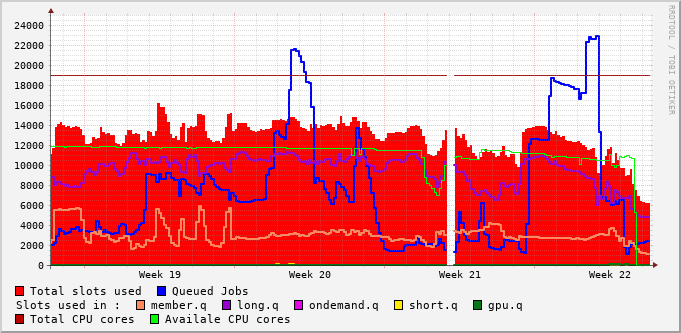 24000
22000
20000
18000
16000
14000
12000
10000
8000
6000
4000
2000
0
Week 19 Week 20 Week 21 Week 22
Total slots used Queued Jobs
Slots used in : member.q long.q ondemand.q short.q gpu.q
Total CPU cores Availale CPU cores
RRDTOOL / TOBI OETIKER